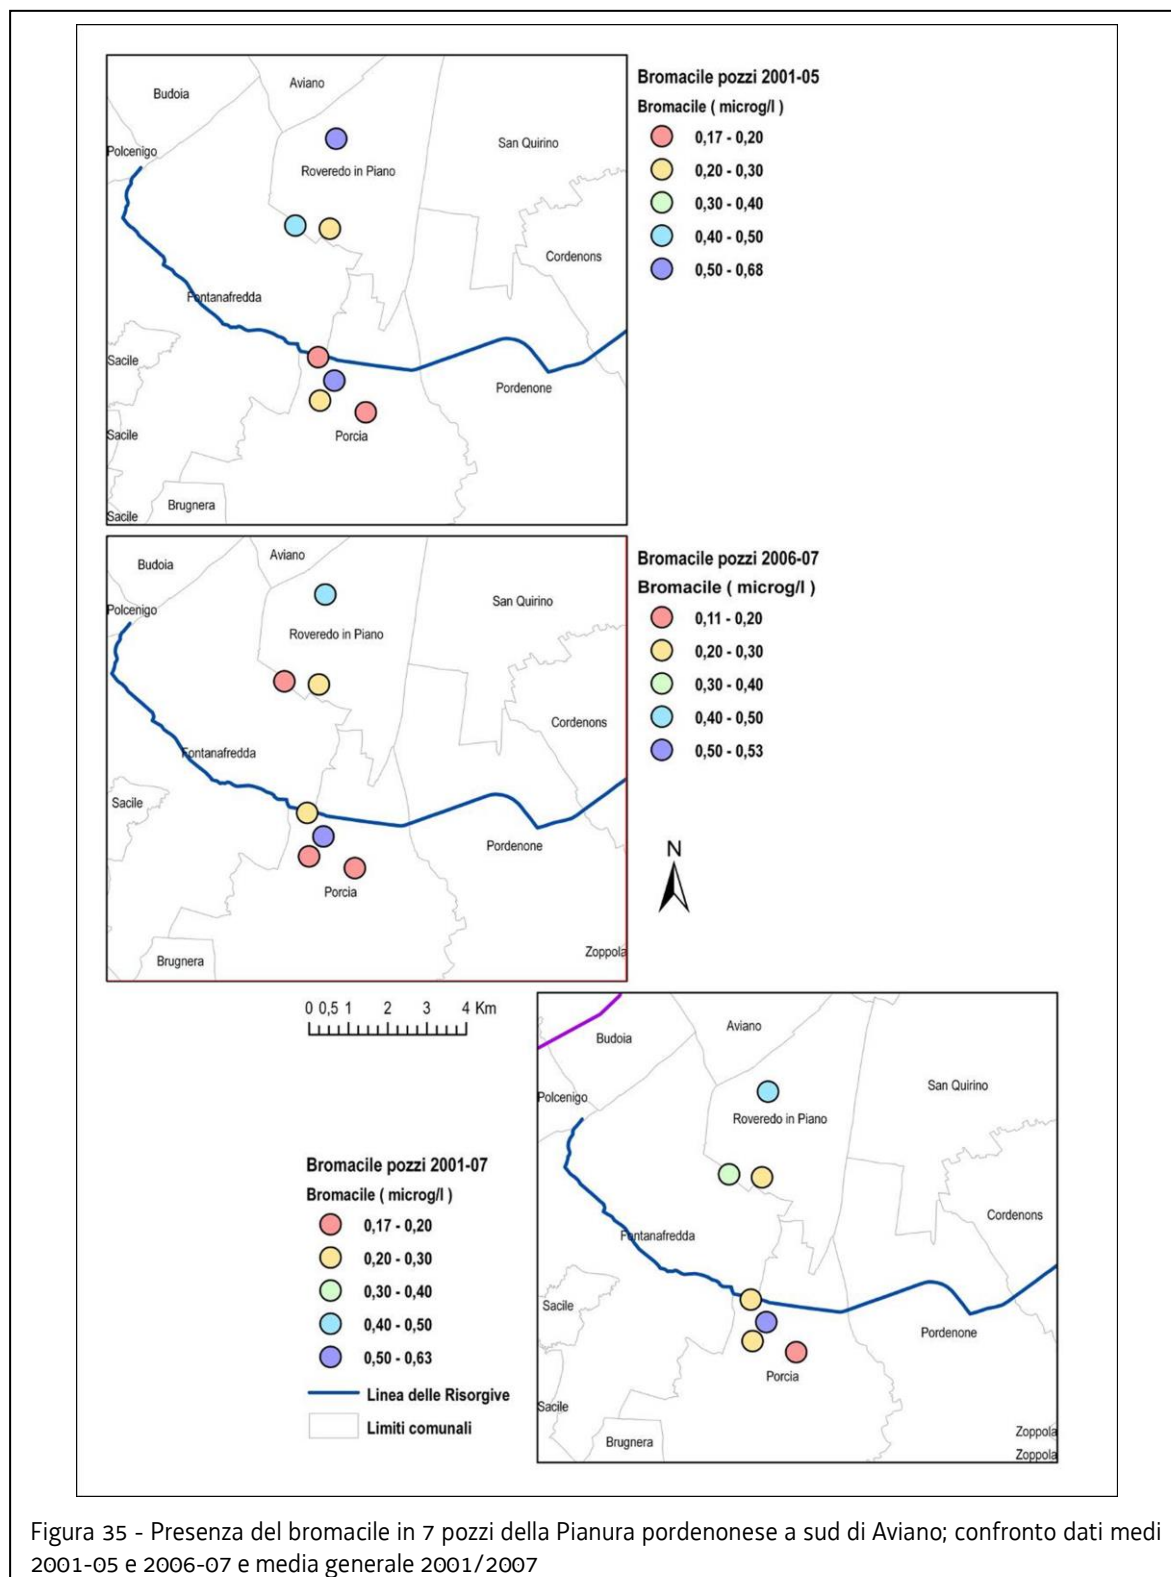 Budoia
Aviano
Polcenigo
Roveredo in Piano
San Quirino
Cordenons
Fontanafredda
Sacile
Pordenone
Sacile
Porcia
Brugnera
Sacile
Bromacile pozzi 2001-05
Bromacile ( microg/l )
0,17 - 0,20
0,20 - 0,30
0,30 - 0,40
0,40 - 0,50
0,50 - 0,68
Budoia
Aviano
Polcenigo
San Quirino
Roveredo in Piano
Cordenons
Fontanafredda
Sacile
Pordenone
Porcia
Brugnera
Zoppola
Bromacile pozzi 2006-07
Bromacile ( microg/l )
0,11 - 0,20
0,20 - 0,30
0,30 - 0,40
0,40 - 0,50
0,50 - 0,53
N
0 0,5 1 2 3 4 Km
Budoia
Aviano
Polcenigo
San Quirino
Roveredo in Piano
Cordenons
Fontanafredda
Sacile
Pordenone
Porcia
Sacile
Brugnera
Zoppola
Zoppola
Bromacile pozzi 2001-07
Bromacile ( microg/l )
0,17 - 0,20
0,20 - 0,30
0,30 - 0,40
0,40 - 0,50
0,50 - 0,63
Linea delle Risorgive
Limiti comunali
Figura 35 - Presenza del bromacile in 7 pozzi della Pianura pordenonese a sud di Aviano; confronto dati medi
2001-05 e 2006-07 e media generale 2001/2007